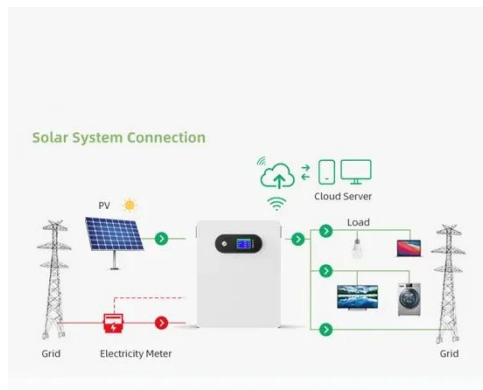 Solar System Connection
Cloud Server
PV
Load
Grid
Electricity Meter
Grid